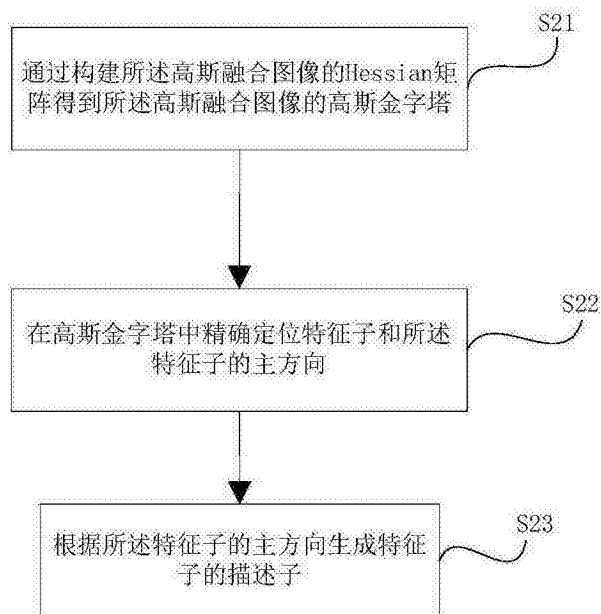 S21
通过构建所述高斯融合图像的Hessian矩
阵得到所述高斯融合图像的高斯金字塔
S22
在高斯金字塔中精确定位特征子和所述
特征子的主方向
S23
根据所述特征子的主方向生成特征
子的描述子